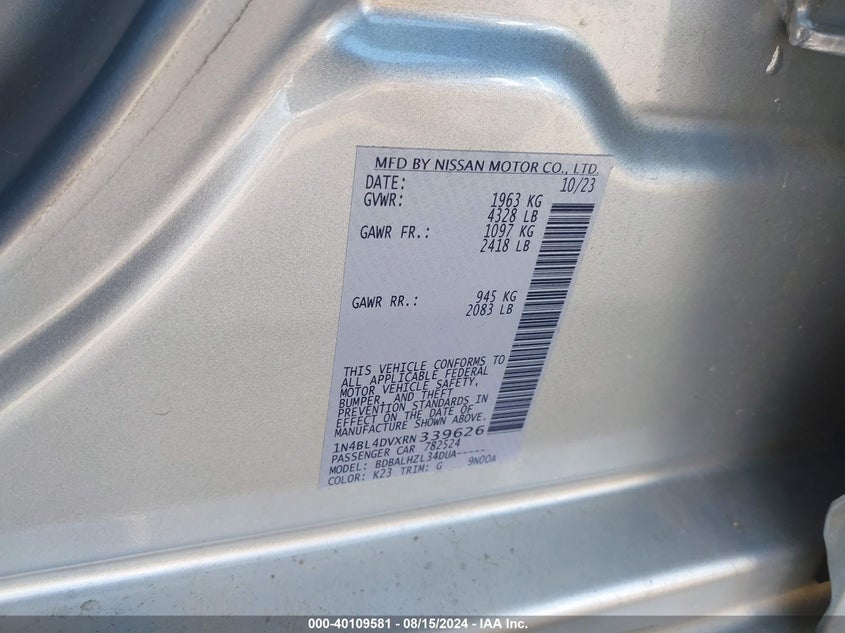 MFD BY NISSAN MOTOR CO., LTD.
DATE: 10/23
GVWR: 1963 KG
4328 LB
GAWR FR.: 1097 KG
2418 LB
GAWR RR.: 945 KG
2083 LB
THIS VEHICLE CONFORMS TO
ALL APPLICABLE FEDERAL
MOTOR VEHICLE SAFETY,
BUMPER, AND THEFT
PREVENTION STANDARDS IN
EFFECT ON THE DATE OF
MANUFACTURE SHOWN ABOVE.
1N4BL4DVXRN339626
PASSENGER CAR 782524
MODEL: BDBALHZL34DUA-----
COLOR: K23 TRIM: G 9N00A
000-40109581 - 08/15/2024 - IAA Inc.